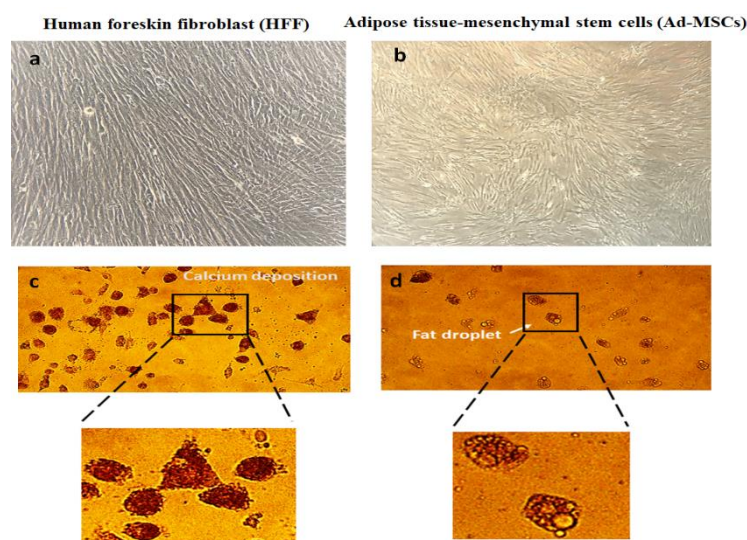 Human foreskin fibroblast (HFF)
Adipose tissue-mesenchymal stem cells (Ad-MSCs)
a
b
c
Calcium deposition
d
Fat droplet